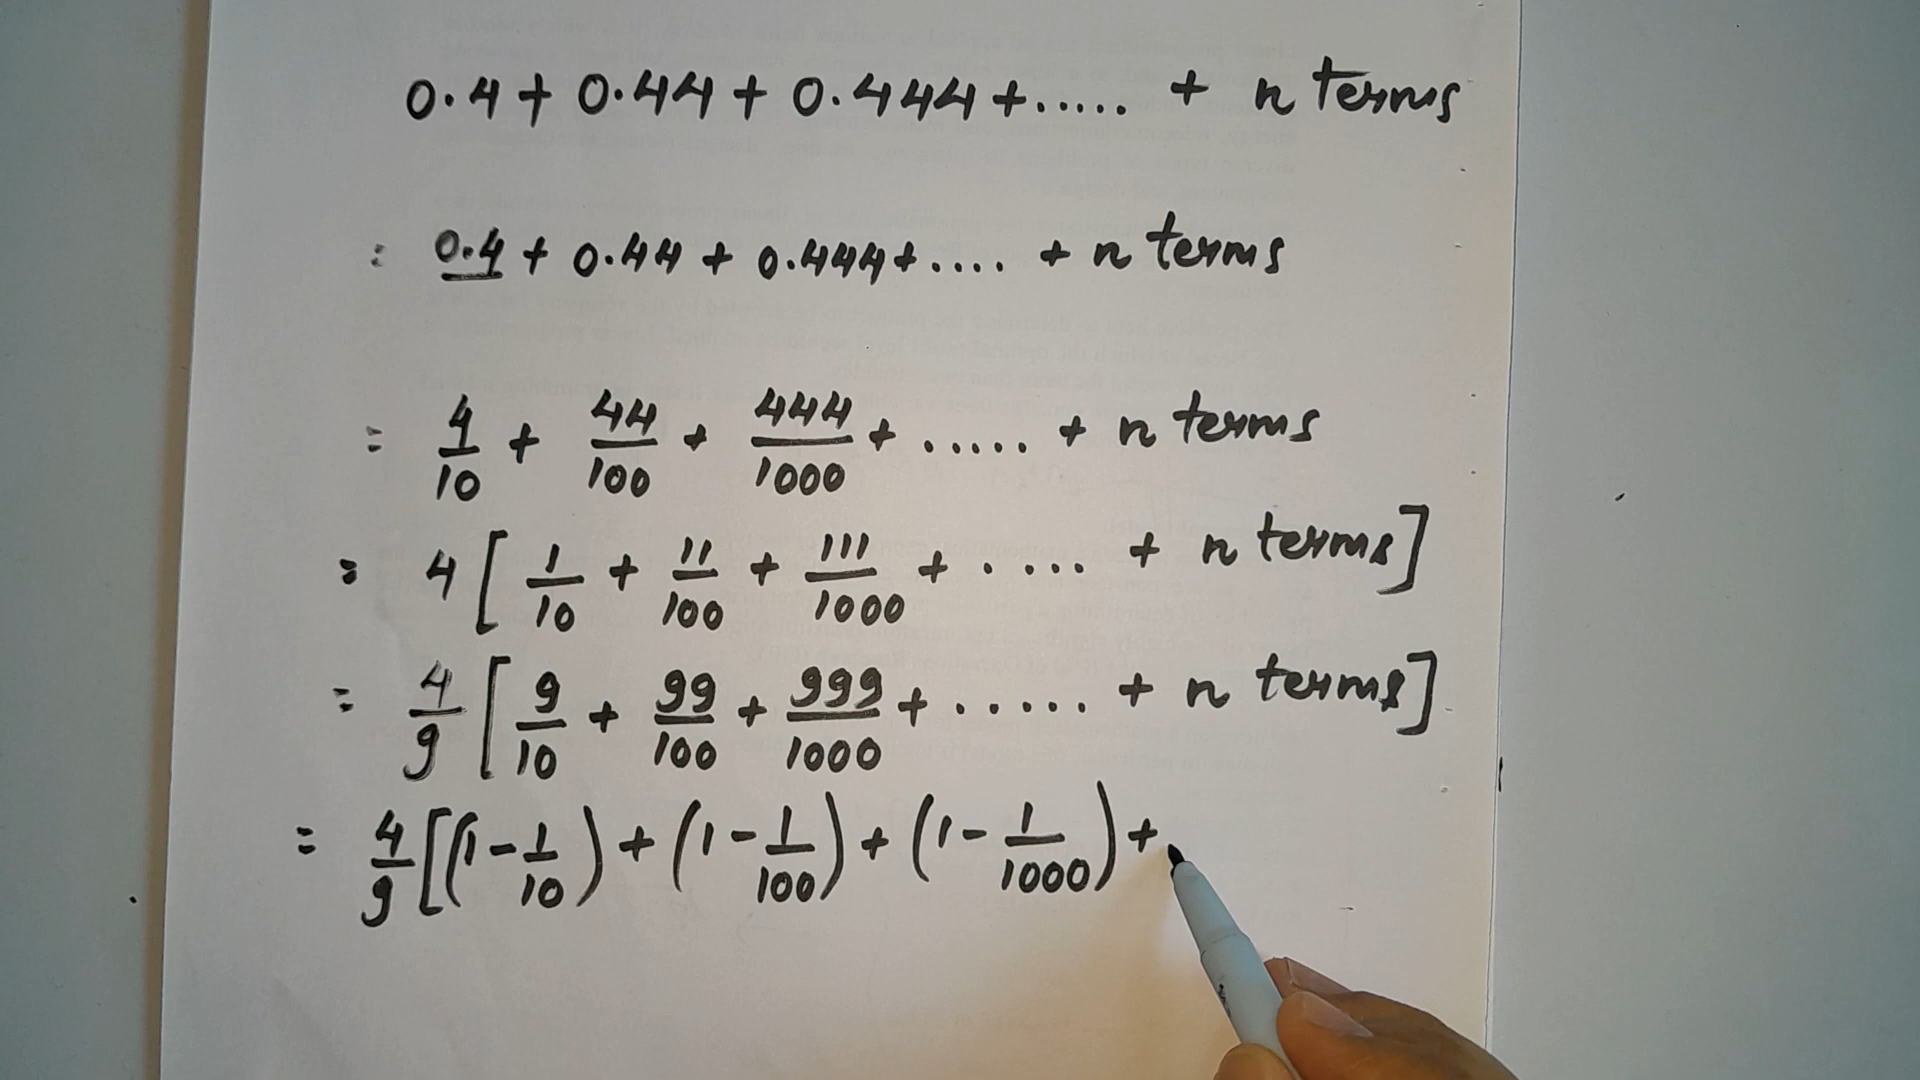 0.4 + 0.44 + 0.444 + ..... + n terms
: 0.4 + 0.44 + 0.444 + .... + n terms
= 4/10 + 44/100 + 444/1000 + ..... + n terms
= 4 [ 1/10 + 11/100 + 111/1000 + ..... + n terms ]
= 4/9 [ 9/10 + 99/100 + 999/1000 + ...... + n terms ]
= 4/9 [ (1 - 1/10) + (1 - 1/100) + (1 - 1/1000) +